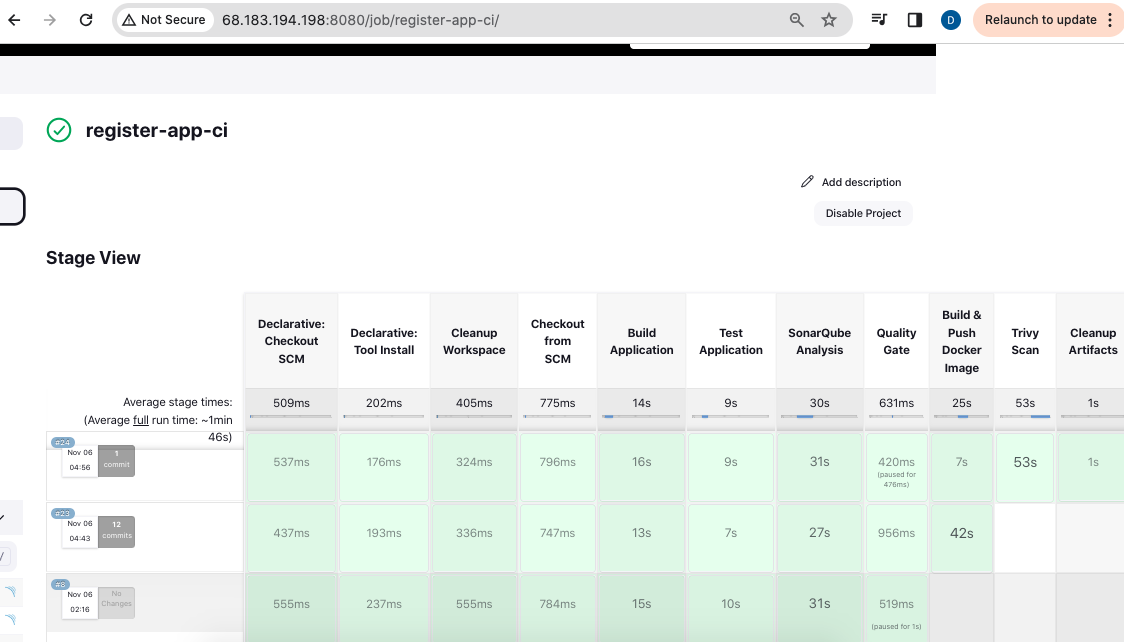 Not Secure 68.183.194.198:8080/job/register-app-ci/
D
Relaunch to update
register-app-ci
Add description
Disable Project
Stage View
Declarative: Checkout SCM
Declarative: Tool Install
Cleanup Workspace
Checkout from SCM
Build Application
Test Application
SonarQube Analysis
Quality Gate
Build & Push Docker Image
Trivy Scan
Cleanup Artifacts
Average stage times:
(Average full run time: ~1min
46s)
509ms 202ms 405ms 775ms 14s 9s 30s 631ms 25s 53s 1s
#24
Nov 06
04:56
1
commit
537ms 176ms 324ms 796ms 16s 9s 31s 420ms 7s 53s 1s
(paused for
476ms)
#23
Nov 06
04:43
12
commits
437ms 193ms 336ms 747ms 13s 7s 27s 956ms 42s
#8
Nov 06
02:16
No
Changes
555ms 237ms 555ms 784ms 15s 10s 31s 519ms
(paused for 1s)